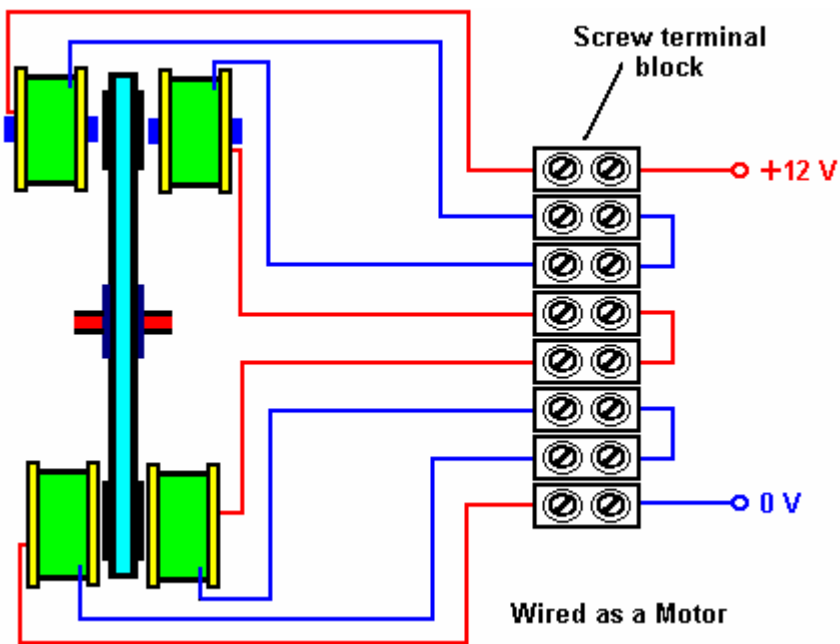 Screw terminal
block
+12 V
0 V
Wired as a Motor